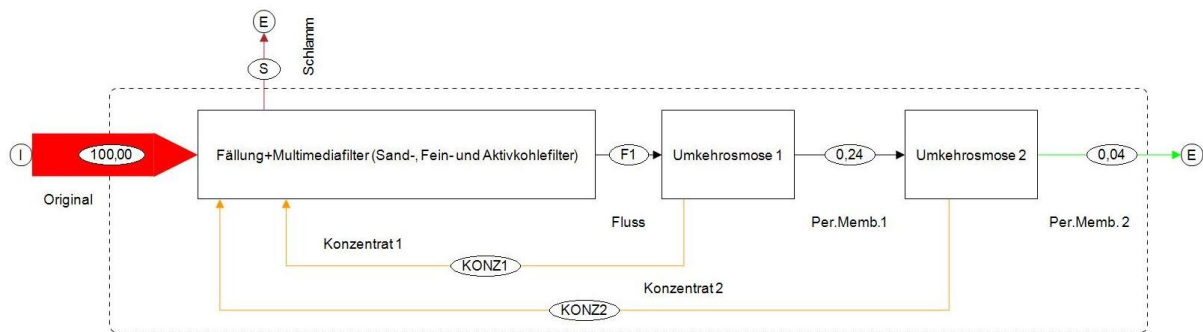 E
Schlamm
S
I
100,00
Original
Fällung+Multimediafilter (Sand-, Fein- und Aktivkohlefilter)
F1
Fluss
Umkehrosmose 1
0,24
Per.Memb.1
Umkehrosmose 2
0,04
Per.Memb. 2
E
Konzentrat 1
KONZ1
Konzentrat 2
KONZ2